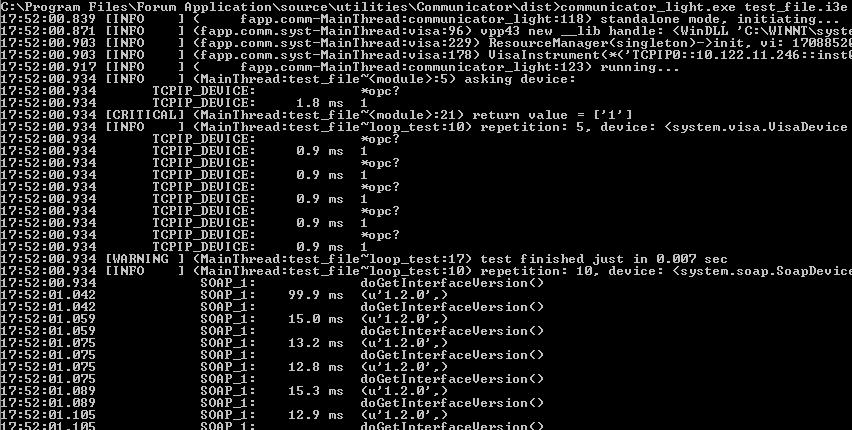 C:\Program Files\Forum Application\source\utilities\Communicator\dist>communicator_light.exe test_file.i3e
17:52:00.839 [INFO    ] (     fapp.comm-MainThread:communicator_light:118) standalone mode, initiating...
17:52:00.871 [INFO    ] (fapp.comm.syst-MainThread:visa:96) vpp43 new __lib handle: <WinDLL 'C:\WINNT\syste
17:52:00.903 [INFO    ] (fapp.comm.syst-MainThread:visa:229) ResourceManager(singleton)->init, vi: 17088520
17:52:00.903 [INFO    ] (fapp.comm.syst-MainThread:visa:178) VisaInstrument(*('TCPIP0::10.122.11.246::inst0
17:52:00.917 [INFO    ] (     fapp.comm-MainThread:communicator_light:123) running...
17:52:00.934 [INFO    ] (MainThread:test_file~<module>:5) asking device:
17:52:00.934       TCPIP_DEVICE:             *opc?
17:52:00.934       TCPIP_DEVICE:     1.8 ms  1
17:52:00.934 [CRITICAL] (MainThread:test_file~<module>:21) return value = ['1']
17:52:00.934 [INFO    ] (MainThread:test_file~loop_test:10) repetition: 5, device: <system.visa.VisaDevice
17:52:00.934       TCPIP_DEVICE:             *opc?
17:52:00.934       TCPIP_DEVICE:     0.9 ms  1
17:52:00.934       TCPIP_DEVICE:             *opc?
17:52:00.934       TCPIP_DEVICE:     0.9 ms  1
17:52:00.934       TCPIP_DEVICE:             *opc?
17:52:00.934       TCPIP_DEVICE:     0.9 ms  1
17:52:00.934       TCPIP_DEVICE:             *opc?
17:52:00.934       TCPIP_DEVICE:     0.9 ms  1
17:52:00.934       TCPIP_DEVICE:             *opc?
17:52:00.934       TCPIP_DEVICE:     0.9 ms  1
17:52:00.934 [WARNING ] (MainThread:test_file~loop_test:17) test finished just in 0.007 sec
17:52:00.934 [INFO    ] (MainThread:test_file~loop_test:10) repetition: 10, device: <system.soap.SoapDevice
17:52:00.934             SOAP_1:             doGetInterfaceVersion()
17:52:01.042             SOAP_1:    99.9 ms  (u'1.2.0',)
17:52:01.042             SOAP_1:             doGetInterfaceVersion()
17:52:01.059             SOAP_1:    15.0 ms  (u'1.2.0',)
17:52:01.059             SOAP_1:             doGetInterfaceVersion()
17:52:01.075             SOAP_1:    13.2 ms  (u'1.2.0',)
17:52:01.075             SOAP_1:             doGetInterfaceVersion()
17:52:01.075             SOAP_1:    12.8 ms  (u'1.2.0',)
17:52:01.075             SOAP_1:             doGetInterfaceVersion()
17:52:01.089             SOAP_1:    15.3 ms  (u'1.2.0',)
17:52:01.089             SOAP_1:             doGetInterfaceVersion()
17:52:01.105             SOAP_1:    12.9 ms  (u'1.2.0',)
17:52:01.105             SOAP_1:             doGetInterfaceVersion()